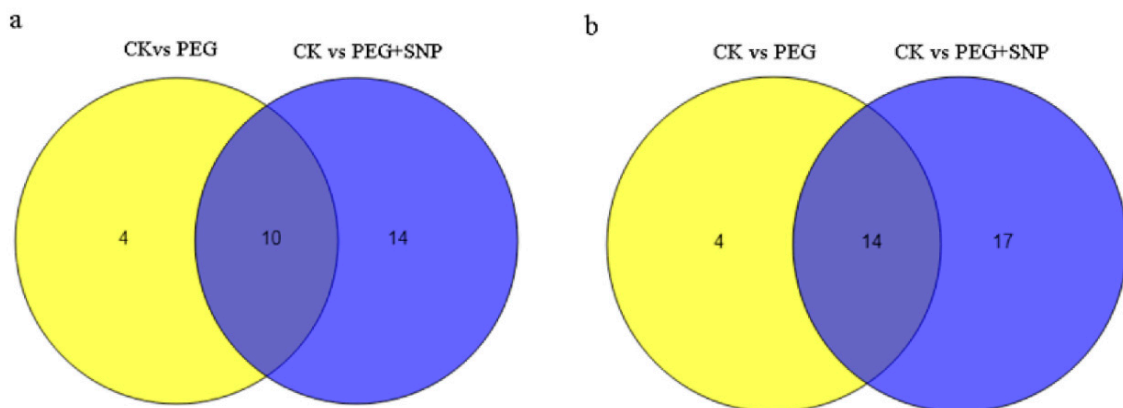 a
CKvs PEG
CK vs PEG+SNP
4
10
14
b
CK vs PEG
CK vs PEG+SNP
4
14
17